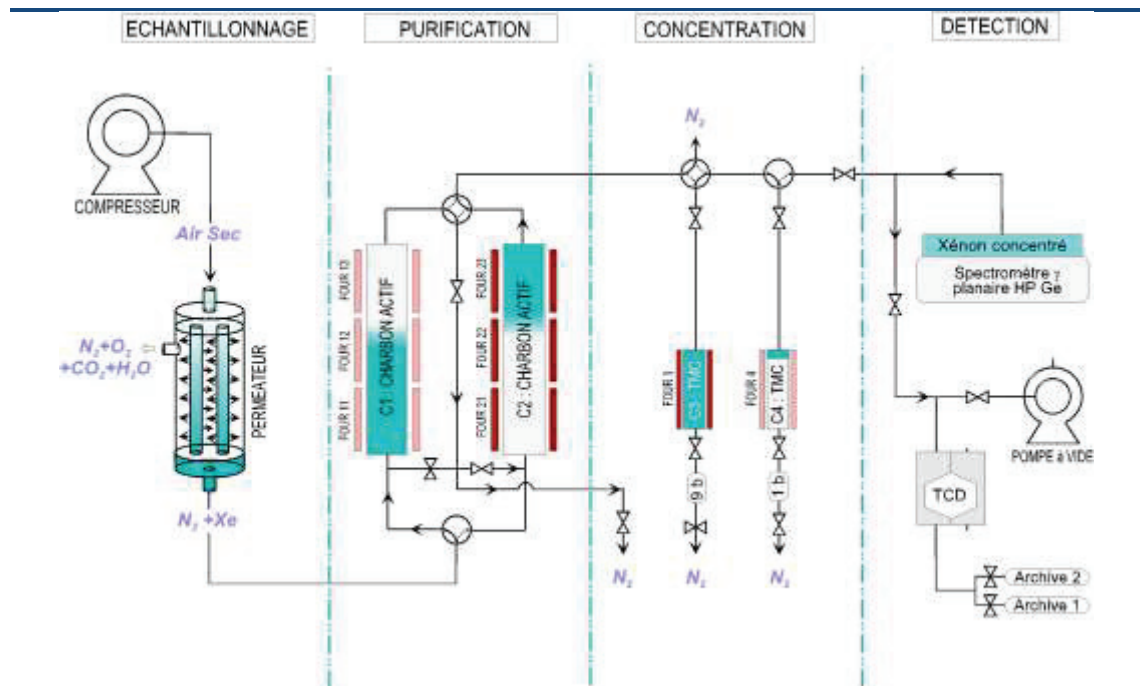 ECHANTILLONNAGE
PURIFICATION
CONCENTRATION
DETECTION
COMPRESSEUR
Air Sec
N₂+O₂
+CO₂+H₂O
PERMEATEUR
N₂ +Xe
FOUR 13
FOUR 12
FOUR 11
C1 : CHARBON ACTIF
FOUR 23
FOUR 22
FOUR 21
C2 : CHARBON ACTIF
N₂
N₂
FOUR 3
C3 : TMC
9 b
N₂
FOUR 4
C4 : TMC
1 b
N₂
Xénon concentré
Spectromètre γ
planaire HP Ge
POMPE à VIDE
TCD
Archive 2
Archive 1